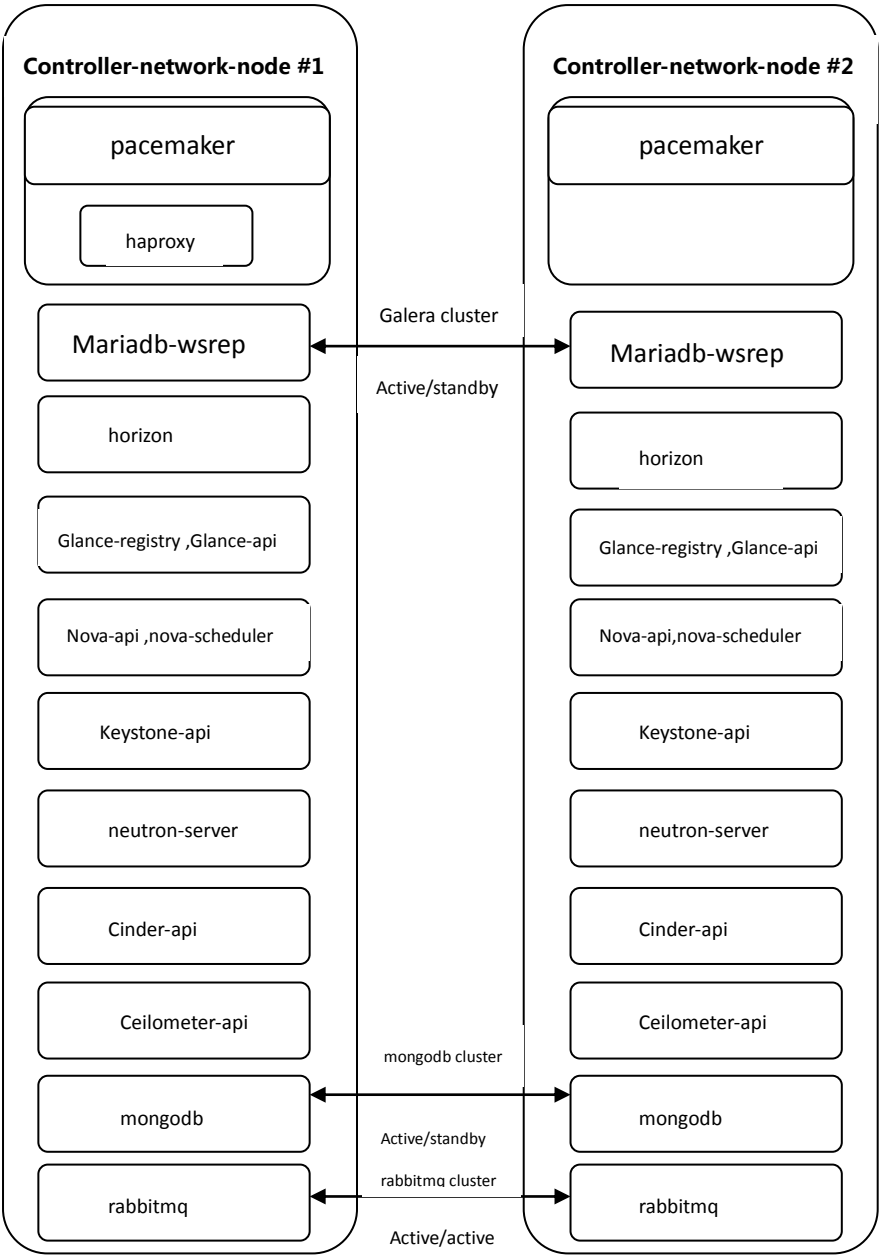 Controller-network-node #1
pacemaker
haproxy
Mariadb-wsrep
horizon
Glance-registry ,Glance-api
Nova-api ,nova-scheduler
Keystone-api
neutron-server
Cinder-api
Ceilometer-api
mongodb
rabbitmq
Galera cluster
Active/standby
mongodb cluster
Active/standby
rabbitmq cluster
Active/active
Controller-network-node #2
pacemaker
Mariadb-wsrep
horizon
Glance-registry ,Glance-api
Nova-api,nova-scheduler
Keystone-api
neutron-server
Cinder-api
Ceilometer-api
mongodb
rabbitmq